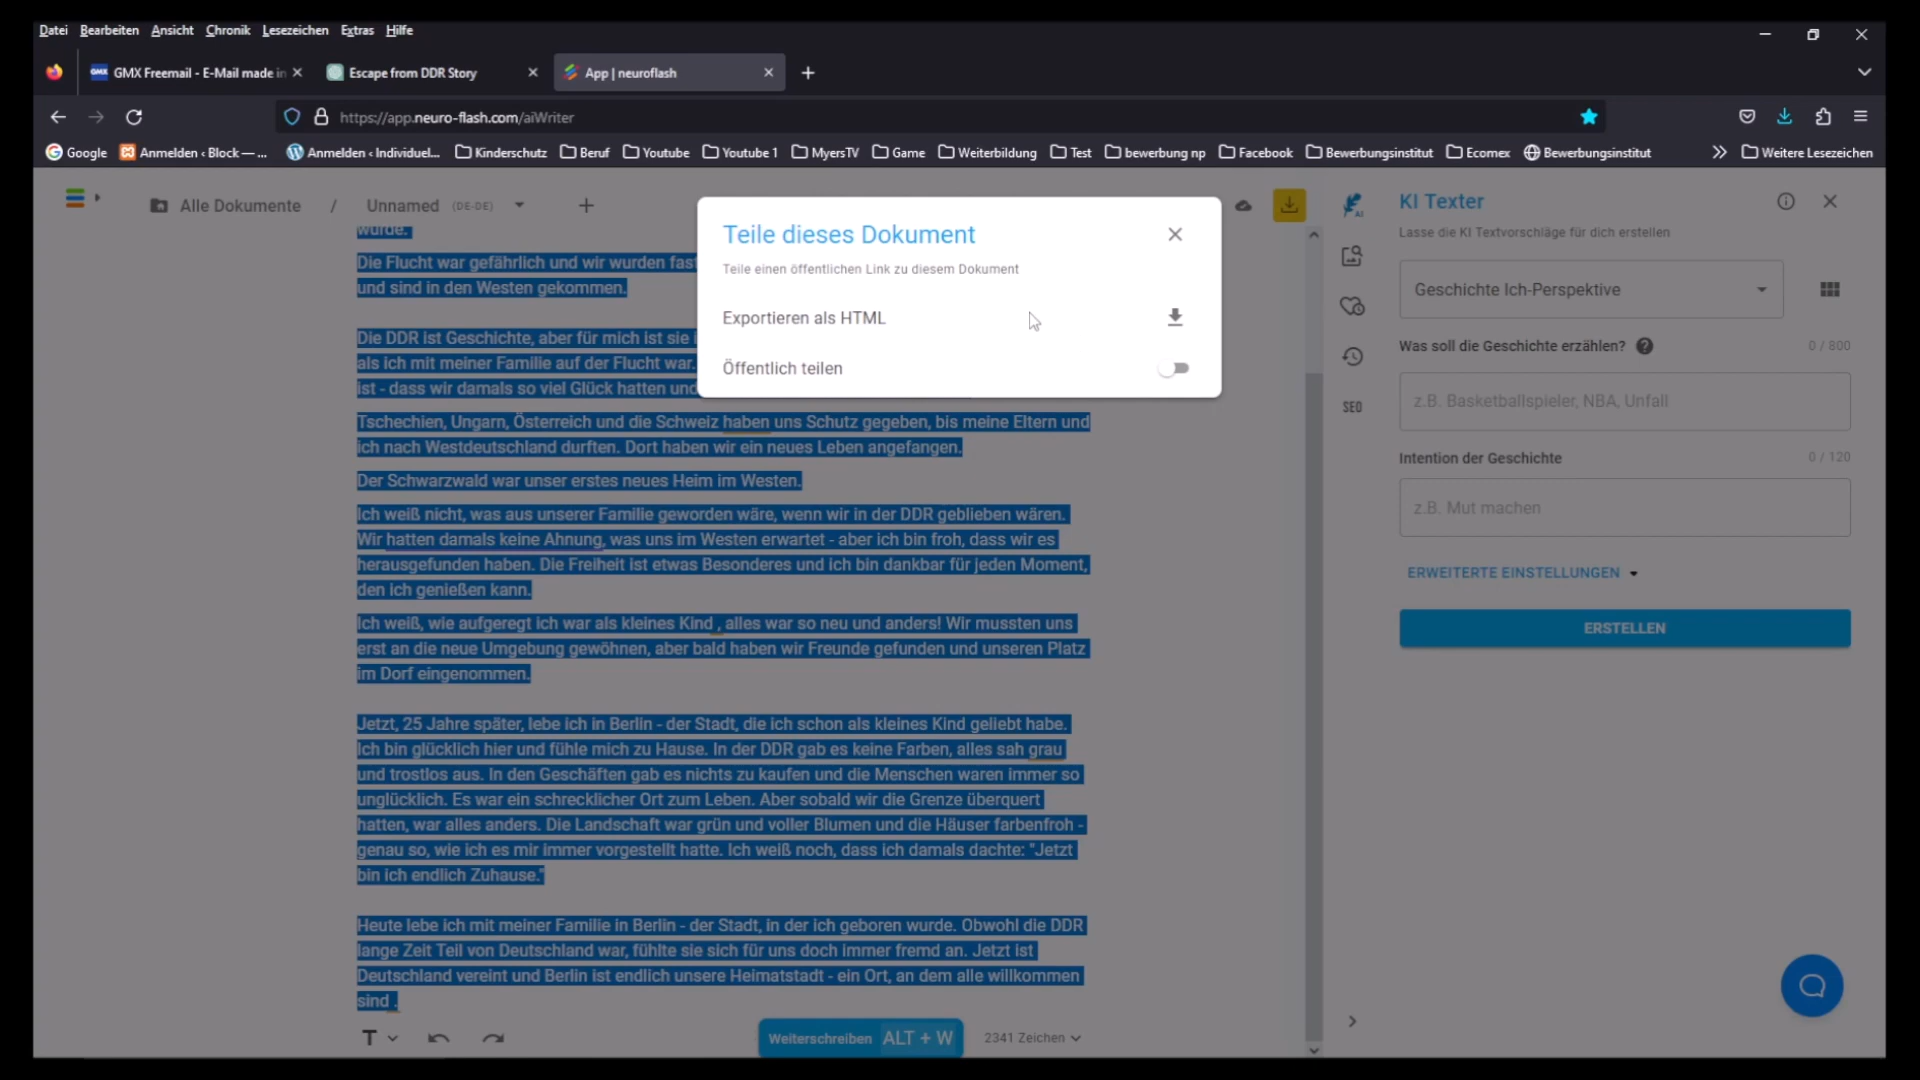 Datei Bearbeiten Ansicht Chronik Lesezeichen Extras Hilfe
GMX GMX Freemail - E-Mail made in
Escape from DDR Story
App | neuroflash
https://app.neuro-flash.com/aiWriter
Google
Anmelden ‹ Block — ...
Anmelden ‹ Individuel...
Kinderschutz
Beruf
Youtube
Youtube 1
MyersTV
Game
Weiterbildung
Test
bewerbung np
Facebook
Bewerbungsinstitut
Ecomex
Bewerbungsinstitut
Weitere Lesezeichen
Alle Dokumente / Unnamed (DE-DE)
wurde.
Die Flucht war gefährlich und wir wurden fast
und sind in den Westen gekommen.
Die DDR ist Geschichte, aber für mich ist sie
als ich mit meiner Familie auf der Flucht war.
ist - dass wir damals so viel Glück hatten und
Tschechien, Ungarn, Österreich und die Schweiz haben uns Schutz gegeben, bis meine Eltern und
ich nach Westdeutschland durften. Dort haben wir ein neues Leben angefangen.
Der Schwarzwald war unser erstes neues Heim im Westen.
Ich weiß nicht, was aus unserer Familie geworden wäre, wenn wir in der DDR geblieben wären.
Wir hatten damals keine Ahnung, was uns im Westen erwartet - aber ich bin froh, dass wir es
herausgefunden haben. Die Freiheit ist etwas Besonderes und ich bin dankbar für jeden Moment,
den ich genießen kann.
Ich weiß, wie aufgeregt ich war als kleines Kind , alles war so neu und anders! Wir mussten uns
erst an die neue Umgebung gewöhnen, aber bald haben wir Freunde gefunden und unseren Platz
im Dorf eingenommen.
Jetzt, 25 Jahre später, lebe ich in Berlin - der Stadt, die ich schon als kleines Kind geliebt habe.
Ich bin glücklich hier und fühle mich zu Hause. In der DDR gab es keine Farben, alles sah grau
und trostlos aus. In den Geschäften gab es nichts zu kaufen und die Menschen waren immer so
unglücklich. Es war ein schrecklicher Ort zum Leben. Aber sobald wir die Grenze überquert
hatten, war alles anders. Die Landschaft war grün und voller Blumen und die Häuser farbenfroh -
genau so, wie ich es mir immer vorgestellt hatte. Ich weiß noch, dass ich damals dachte: "Jetzt
bin ich endlich Zuhause."
Heute lebe ich mit meiner Familie in Berlin - der Stadt, in der ich geboren wurde. Obwohl die DDR
lange Zeit Teil von Deutschland war, fühlte sie sich für uns doch immer fremd an. Jetzt ist
Deutschland vereint und Berlin ist endlich unsere Heimatstadt - ein Ort, an dem alle willkommen
sind .
Weiterschreiben ALT + W
2341 Zeichen
Teile dieses Dokument
Teile einen öffentlichen Link zu diesem Dokument
Exportieren als HTML
Öffentlich teilen
AI
SEO
KI Texter
Lasse die KI Textvorschläge für dich erstellen
Geschichte Ich-Perspektive
Was soll die Geschichte erzählen? 0 / 800
z.B. Basketballspieler, NBA, Unfall
Intention der Geschichte 0 / 120
z.B. Mut machen
ERWEITERTE EINSTELLUNGEN
ERSTELLEN